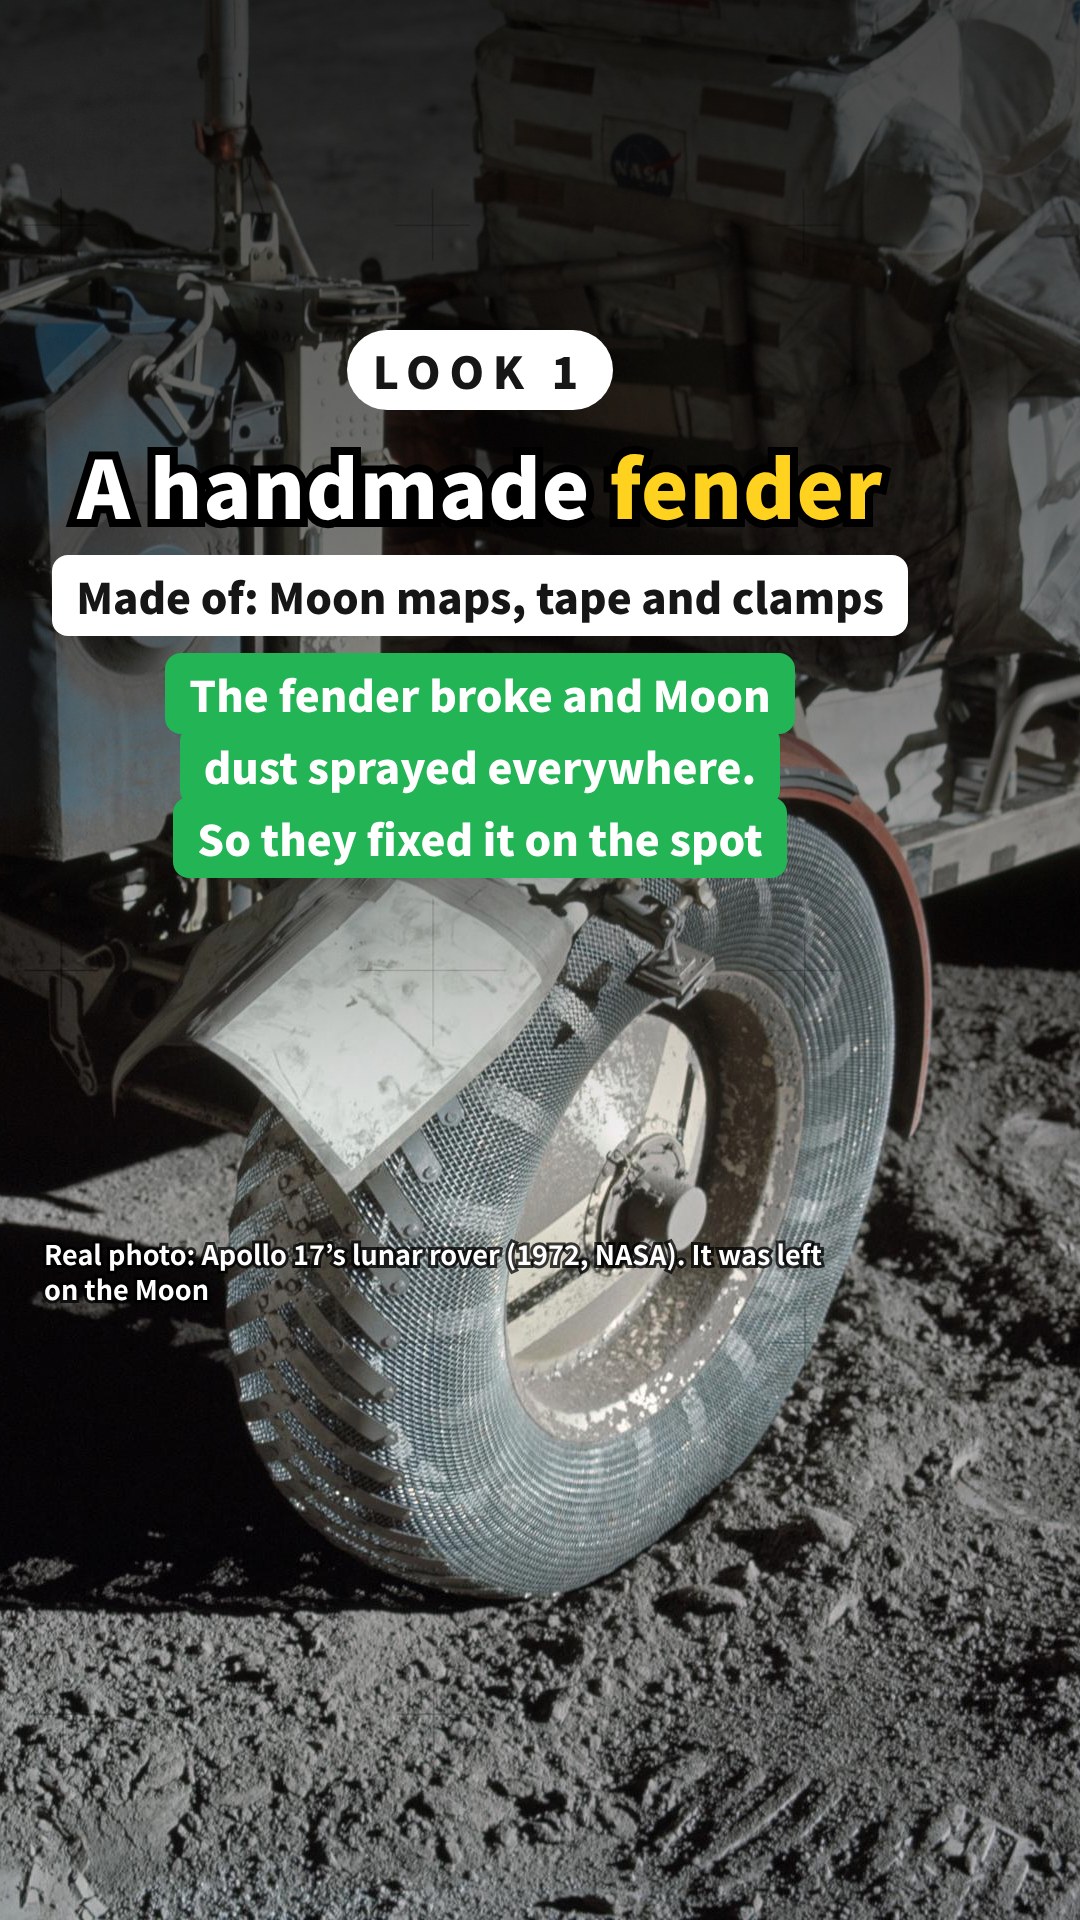 NASA
LOOK 1
A handmade fender
Made of: Moon maps, tape and clamps
The fender broke and Moon
dust sprayed everywhere.
So they fixed it on the spot
Real photo: Apollo 17’s lunar rover (1972, NASA). It was left
on the Moon